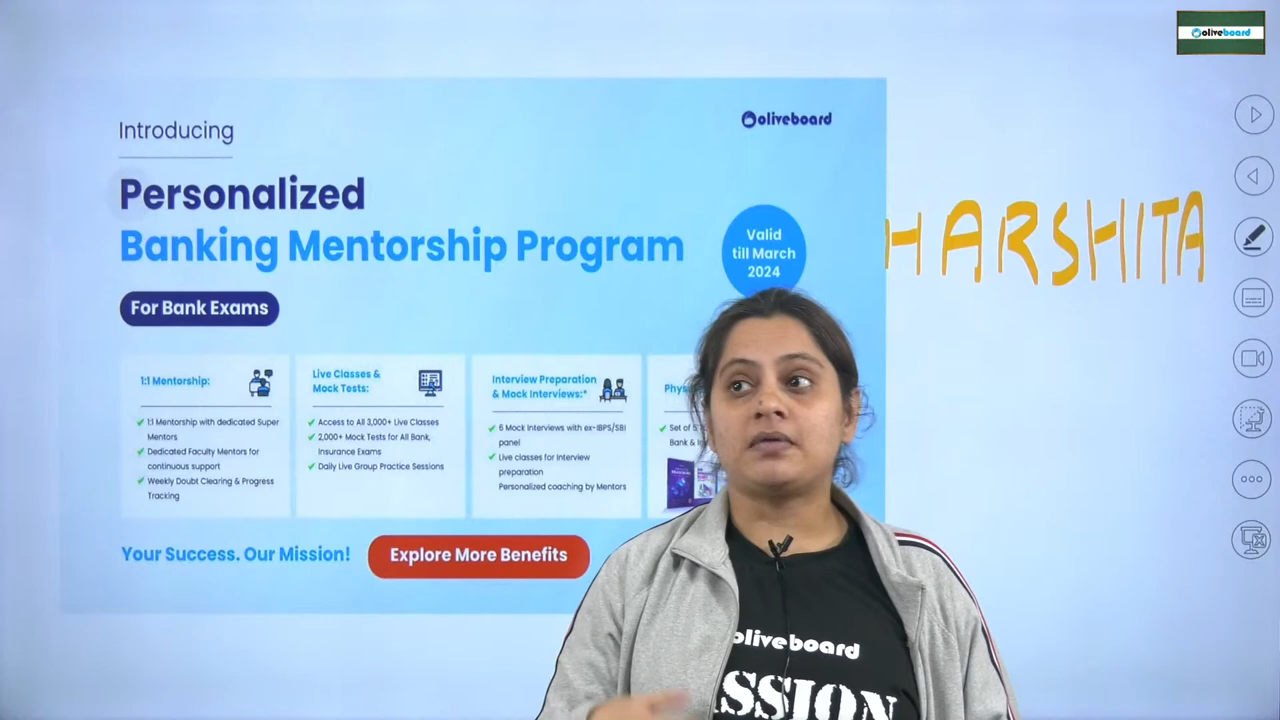 oliveboard
Introducing
oliveboard
Personalized
Banking Mentorship Program
Valid
till March
2024
HARSHITA
For Bank Exams
1:1 Mentorship:
✔ 1:1 Mentorship with dedicated Super
Mentors
✔ Dedicated Faculty Mentors for
continuous support
✔ Weekly Doubt Clearing & Progress
Tracking
Live Classes &
Mock Tests:
✔ Access to All 3,000+ Live Classes
✔ 2,000+ Mock Tests for All Bank,
Insurance Exams
✔ Daily Live Group Practice Sessions
Interview Preparation
& Mock Interviews:*
✔ 6 Mock Interviews with ex-IBPS/SBI
panel
✔ Live classes for Interview
preparation
Personalized coaching by Mentors
✔ Set of
Bank &
Your Success. Our Mission!
Explore More Benefits
oliveboard
SSION